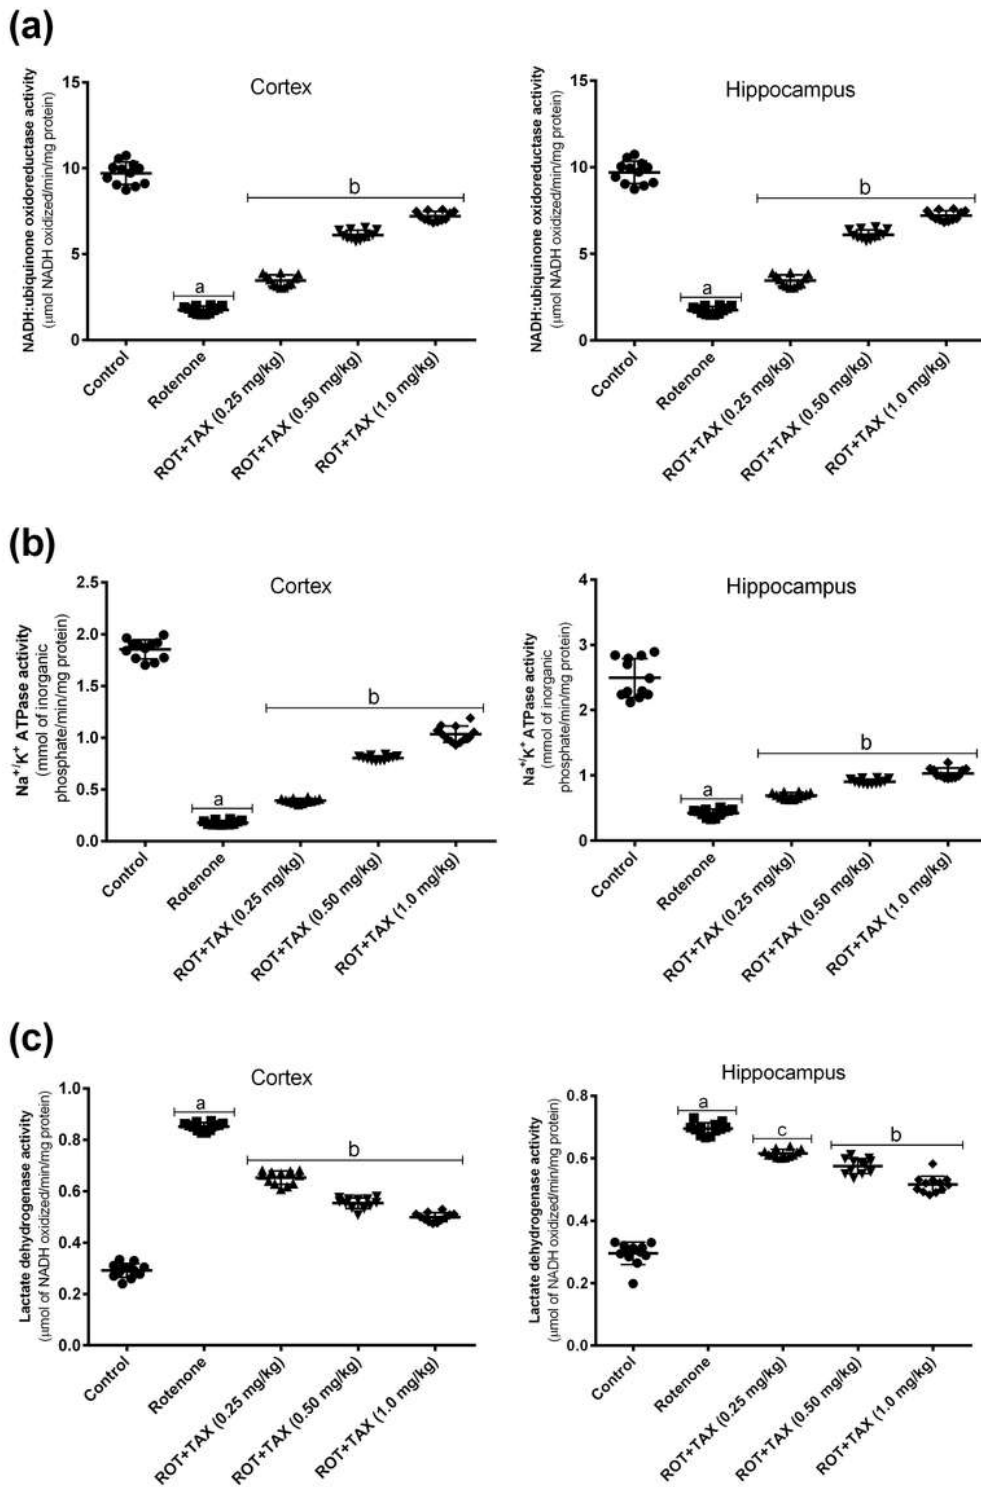 (a)
Cortex
NADH:ubiquinone oxidoreductase activity
(μmol NADH oxidized/min/mg protein)
15
10
5
0
a
b
Control
Rotenone
ROT+TAX (0.25 mg/kg)
ROT+TAX (0.50 mg/kg)
ROT+TAX (1.0 mg/kg)
Hippocampus
NADH:ubiquinone oxidoreductase activity
(μmol NADH oxidized/min/mg protein)
15
10
5
0
a
b
Control
Rotenone
ROT+TAX (0.25 mg/kg)
ROT+TAX (0.50 mg/kg)
ROT+TAX (1.0 mg/kg)
(b)
Cortex
Na⁺/K⁺ ATPase activity
(mmol of inorganic
phosphate/min/mg protein)
2.5
2.0
1.5
1.0
0.5
0.0
a
b
Control
Rotenone
ROT+TAX (0.25 mg/kg)
ROT+TAX (0.50 mg/kg)
ROT+TAX (1.0 mg/kg)
Hippocampus
Na⁺/K⁺ ATPase activity
(mmol of inorganic
phosphate/min/mg protein)
4
3
2
1
0
a
b
Control
Rotenone
ROT+TAX (0.25 mg/kg)
ROT+TAX (0.50 mg/kg)
ROT+TAX (1.0 mg/kg)
(c)
Cortex
Lactate dehydrogenase activity
(μmol of NADH oxidized/min/mg protein)
1.0
0.8
0.6
0.4
0.2
0.0
a
b
Control
Rotenone
ROT+TAX (0.25 mg/kg)
ROT+TAX (0.50 mg/kg)
ROT+TAX (1.0 mg/kg)
Hippocampus
Lactate dehydrogenase activity
(μmol of NADH oxidized/min/mg protein)
0.8
0.6
0.4
0.2
0.0
a
c
b
Control
Rotenone
ROT+TAX (0.25 mg/kg)
ROT+TAX (0.50 mg/kg)
ROT+TAX (1.0 mg/kg)